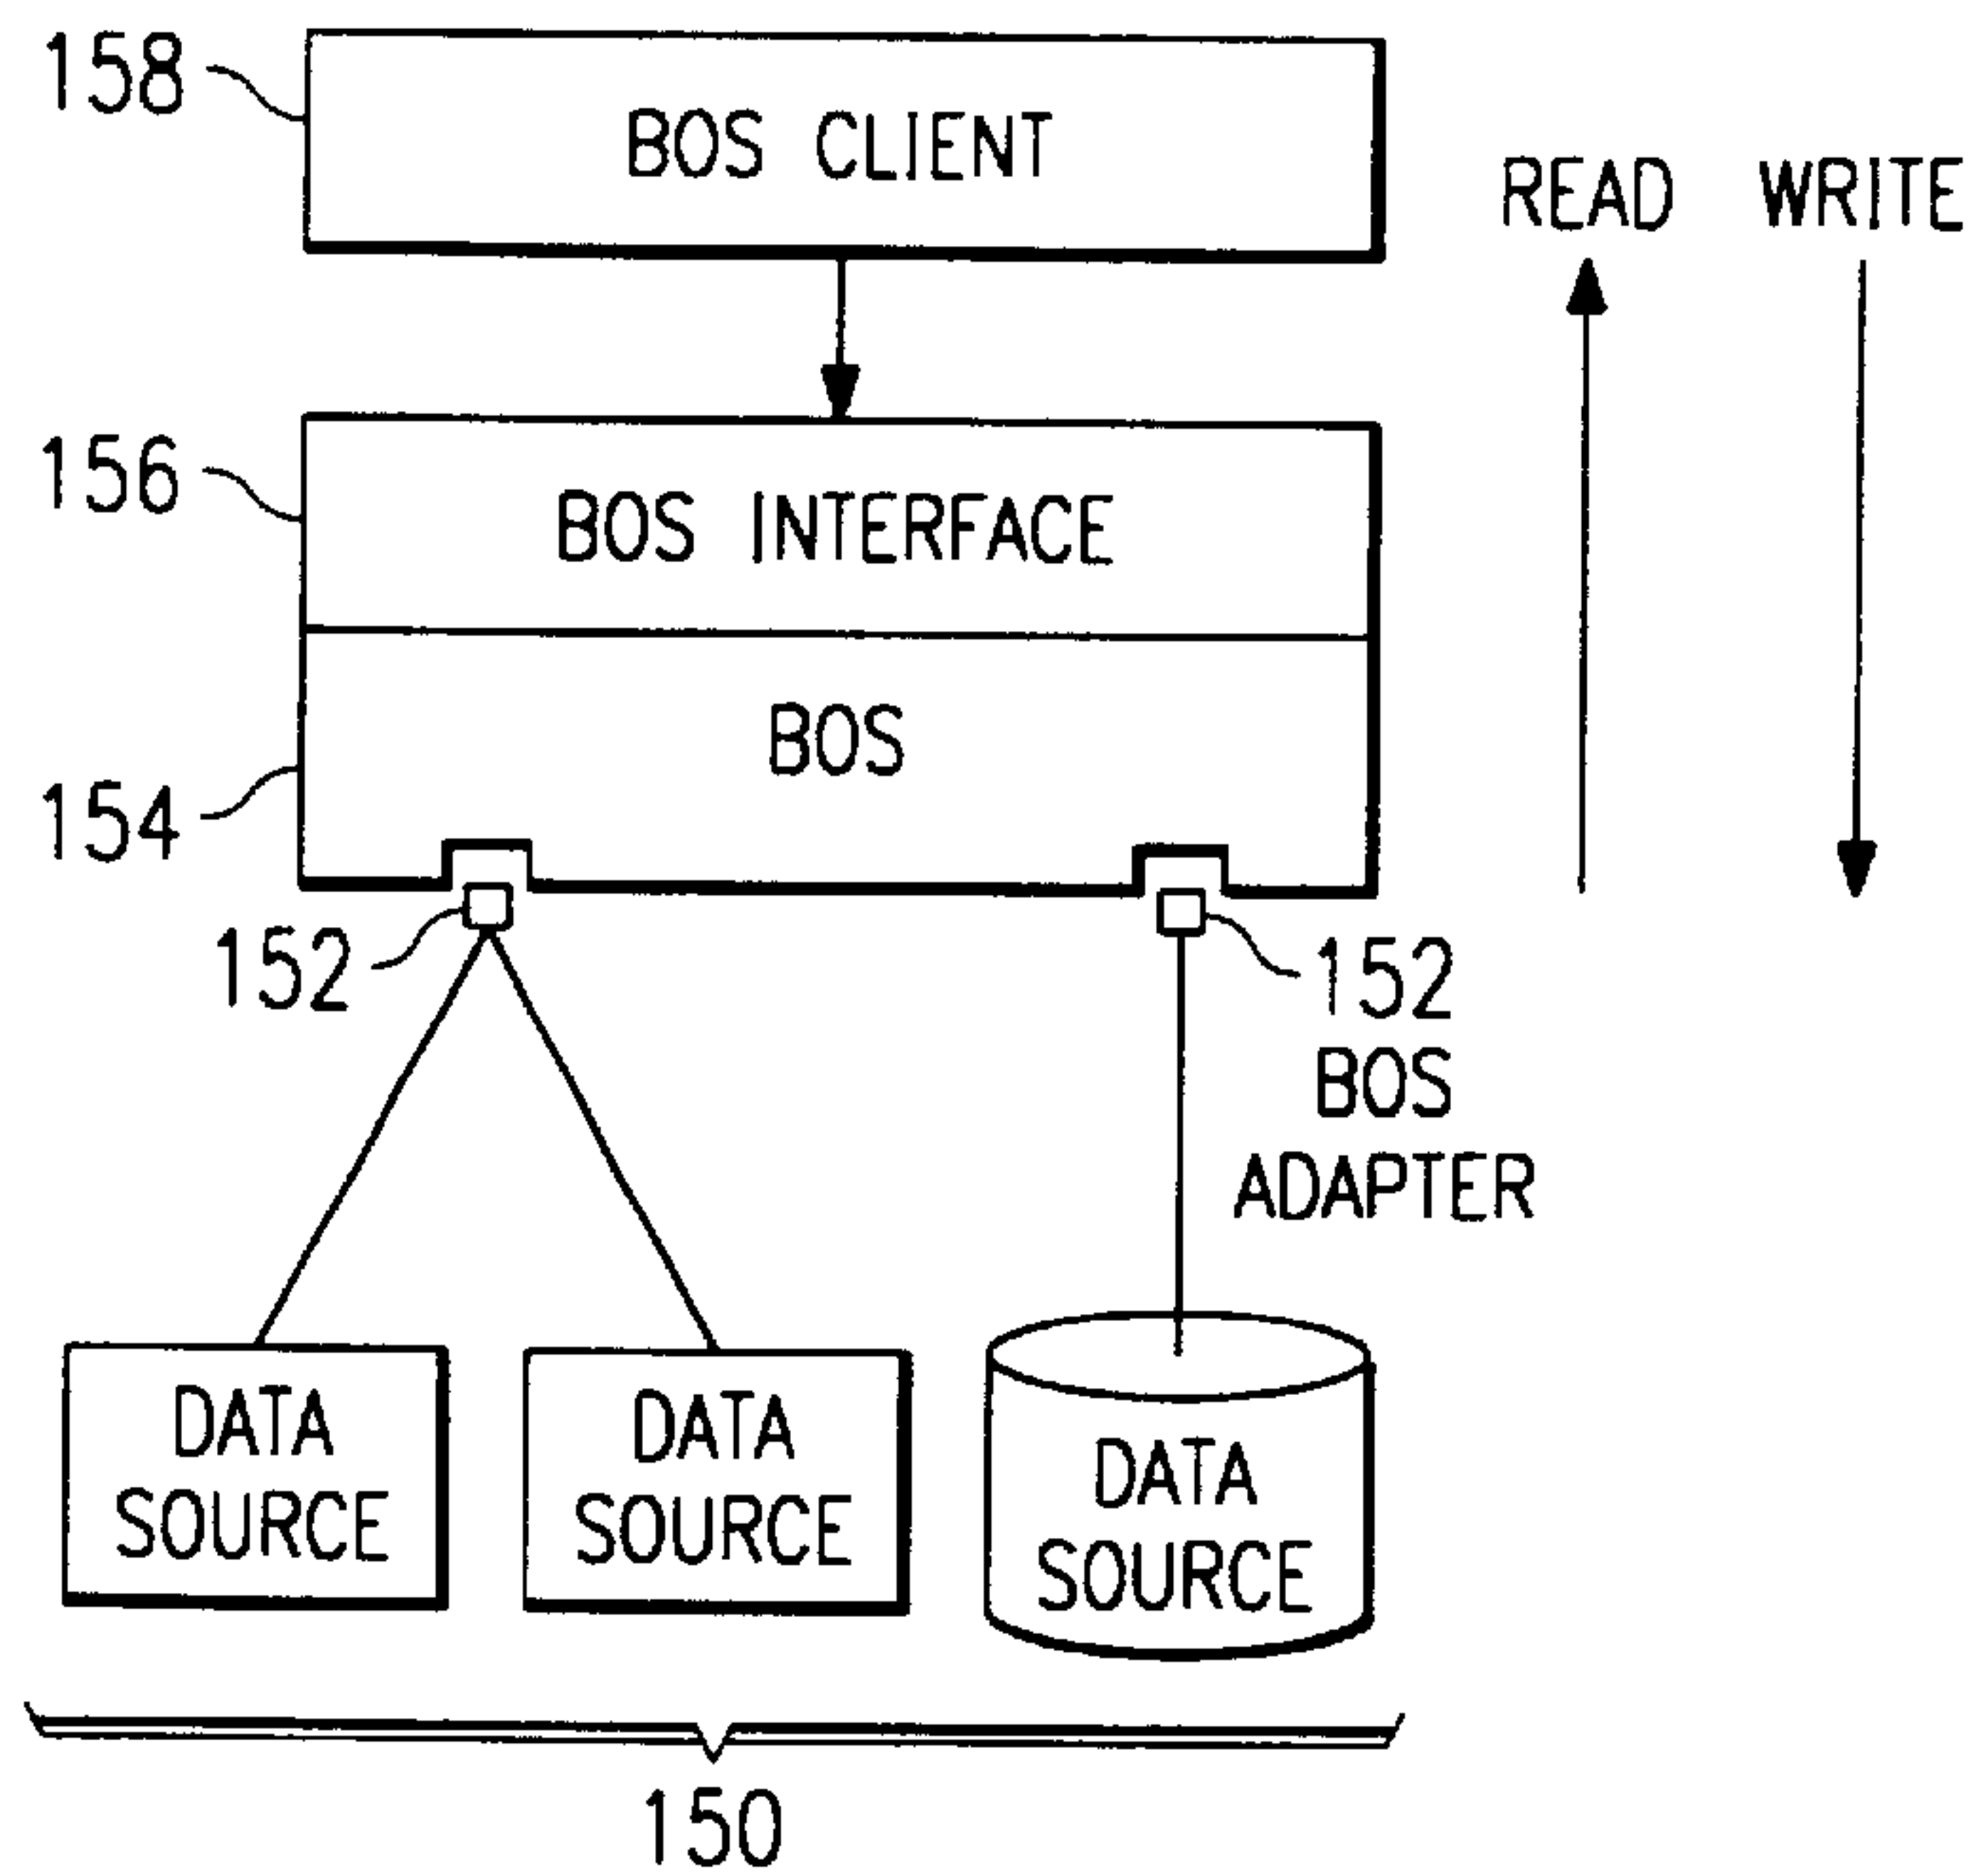 158
BOS CLIENT
READ WRITE
156
BOS INTERFACE
BOS
154
152
152
BOS
ADAPTER
DATA
SOURCE
DATA
SOURCE
DATA
SOURCE
150